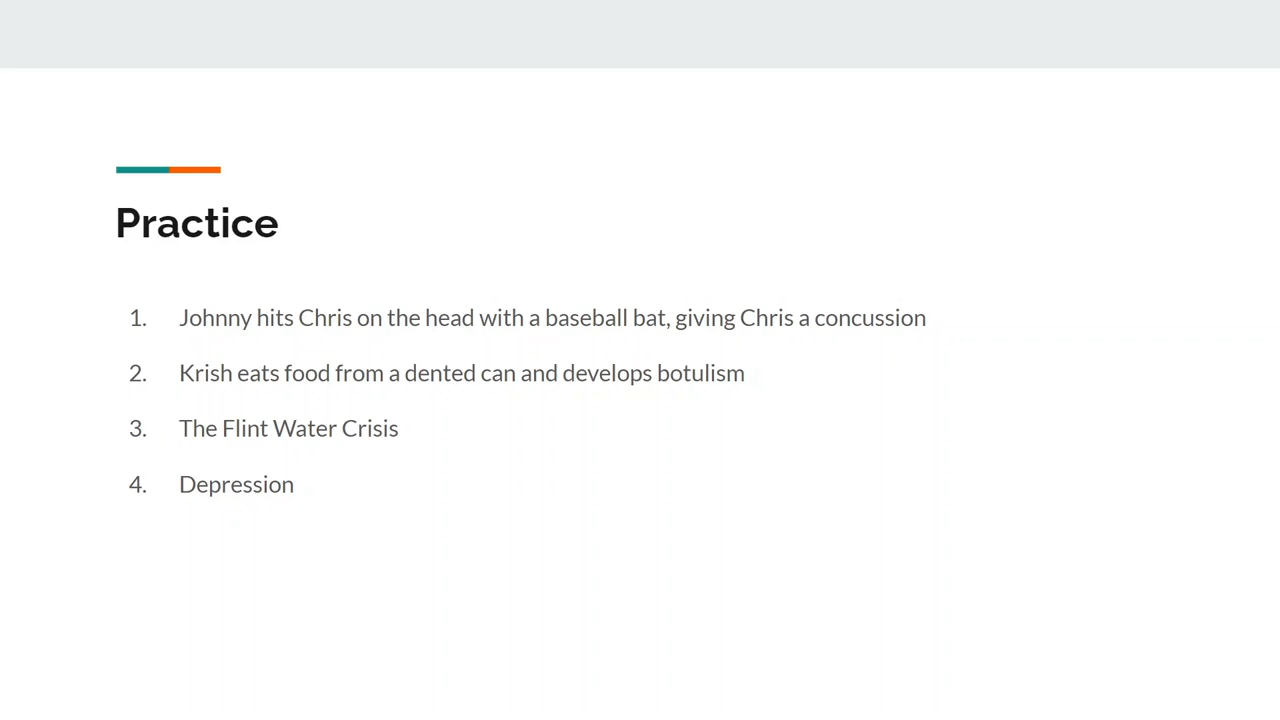 Practice
1. Johnny hits Chris on the head with a baseball bat, giving Chris a concussion
2. Krish eats food from a dented can and develops botulism
3. The Flint Water Crisis
4. Depression